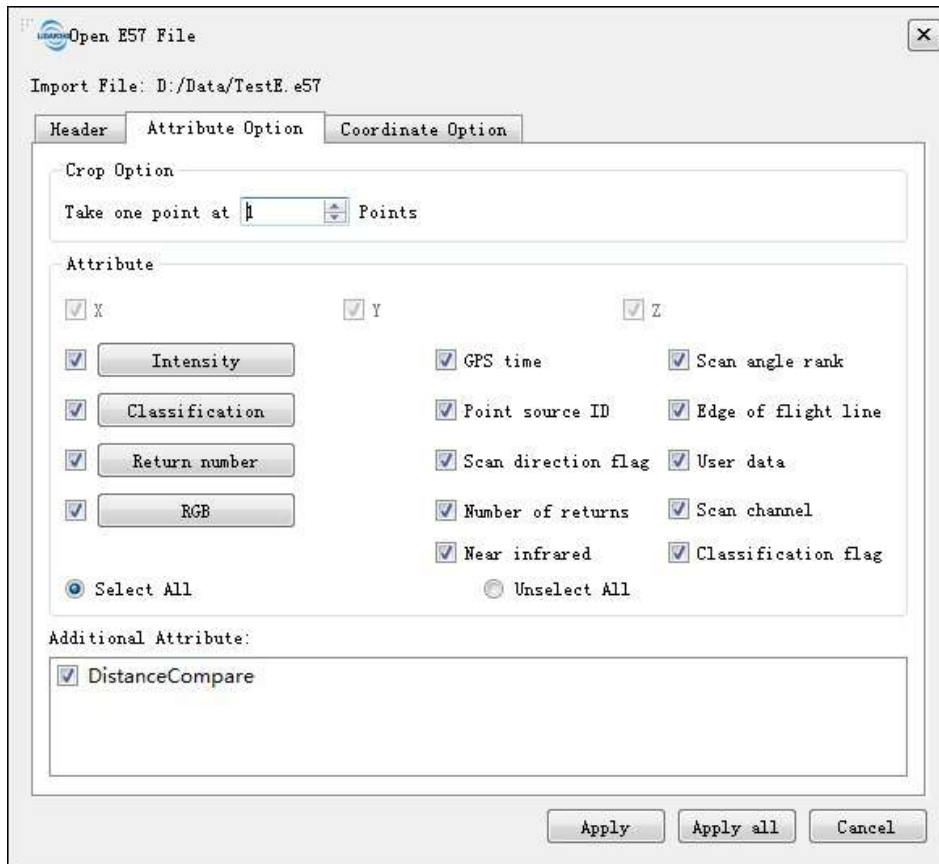 Open E57 File
Import File: D:/Data/TestE.e57
Header Attribute Option Coordinate Option
Crop Option
Take one point at 1 Points
Attribute
X Y Z
Intensity GPS time Scan angle rank
Classification Point source ID Edge of flight line
Return number Scan direction flag User data
RGB Number of returns Scan channel
Near infrared Classification flag
Select All Unselect All
Additional Attribute:
DistanceCompare
Apply Apply all Cancel